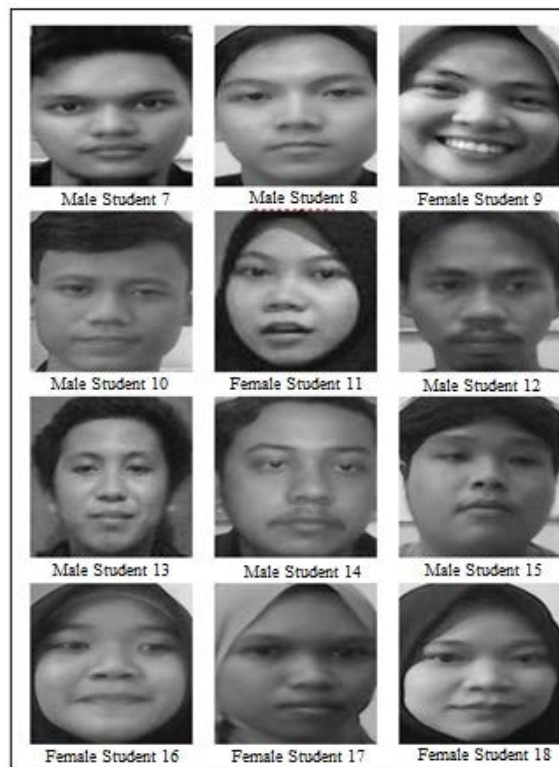 Male Student 7
Male Student 8
Female Student 9
Male Student 10
Female Student 11
Male Student 12
Male Student 13
Male Student 14
Male Student 15
Female Student 16
Female Student 17
Female Student 18